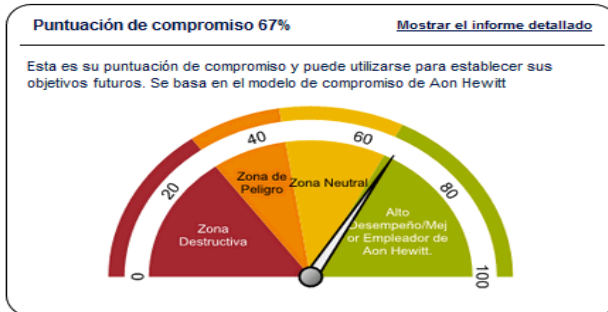 Puntuación de compromiso 67%
Mostrar el informe detallado
Esta es su puntuación de compromiso y puede utilizarse para establecer sus
objetivos futuros. Se basa en el modelo de compromiso de Aon Hewitt
0
20
40
60
80
100
Zona
Destructiva
Zona de
Peligro
Zona Neutral
Alto
Desempeño/Mej
or Empleador de
Aon Hewitt.